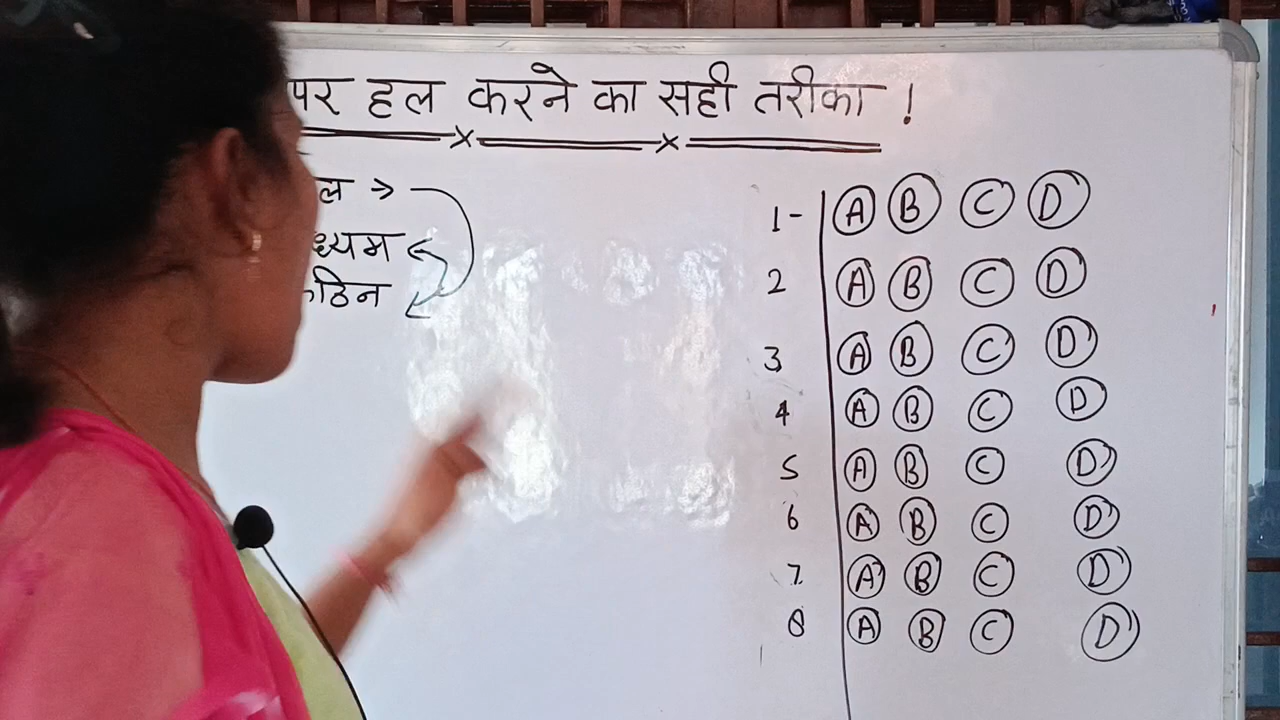 पर हल करने का सही तरीका !
ल →
ध्यम
ठिन
1- A B C D
2 A B C D
3 A B C D
4 A B C D
5 A B C D
6 A B C D
7 A B C D
8 A B C D